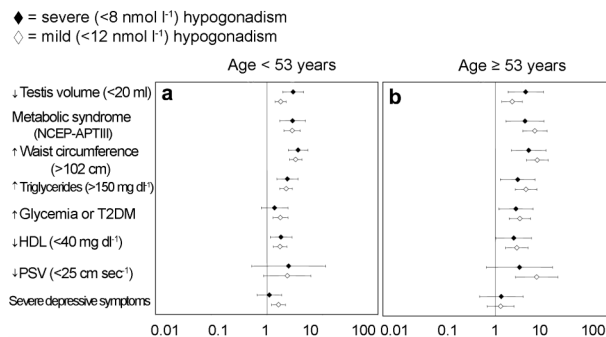 ◆ = severe (<8 nmol l⁻¹) hypogonadism
◇ = mild (<12 nmol l⁻¹) hypogonadism
Age < 53 years
Age ≥ 53 years
a
b
↓Testis volume (<20 ml)
Metabolic syndrome
(NCEP-APTIII)
↑Waist circumference
(>102 cm)
↑Triglycerides (>150 mg dl⁻¹)
↑Glycemia or T2DM
↓HDL (<40 mg dl⁻¹)
↓PSV (<25 cm sec⁻¹)
Severe depressive symptoms
0.01 0.1 1 10 100
0.01 0.1 1 10 100